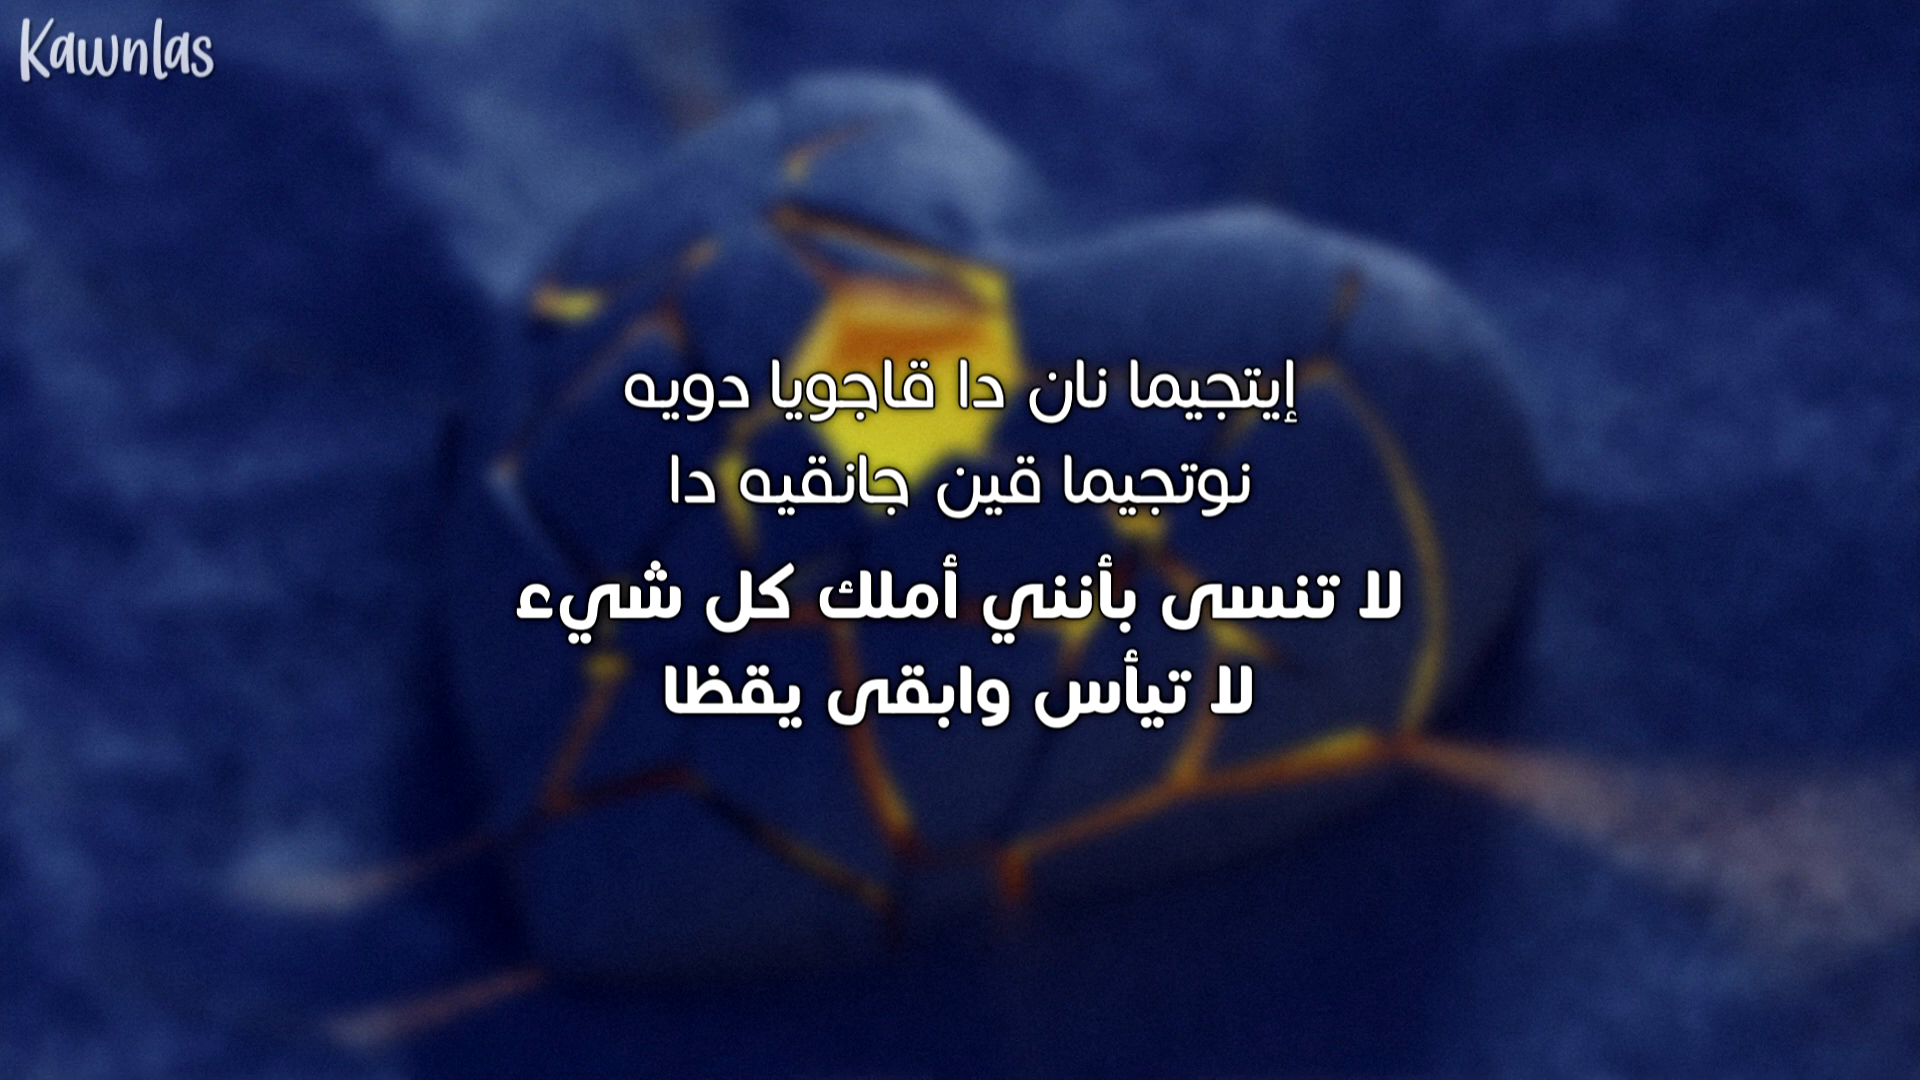 Kawnlas
إيتجيما نان دا قاجويا دويه
نوتجيما قين جانقيه دا
لا تنسى بأنني أملك كل شيء
لا تيأس وابقى يقظا